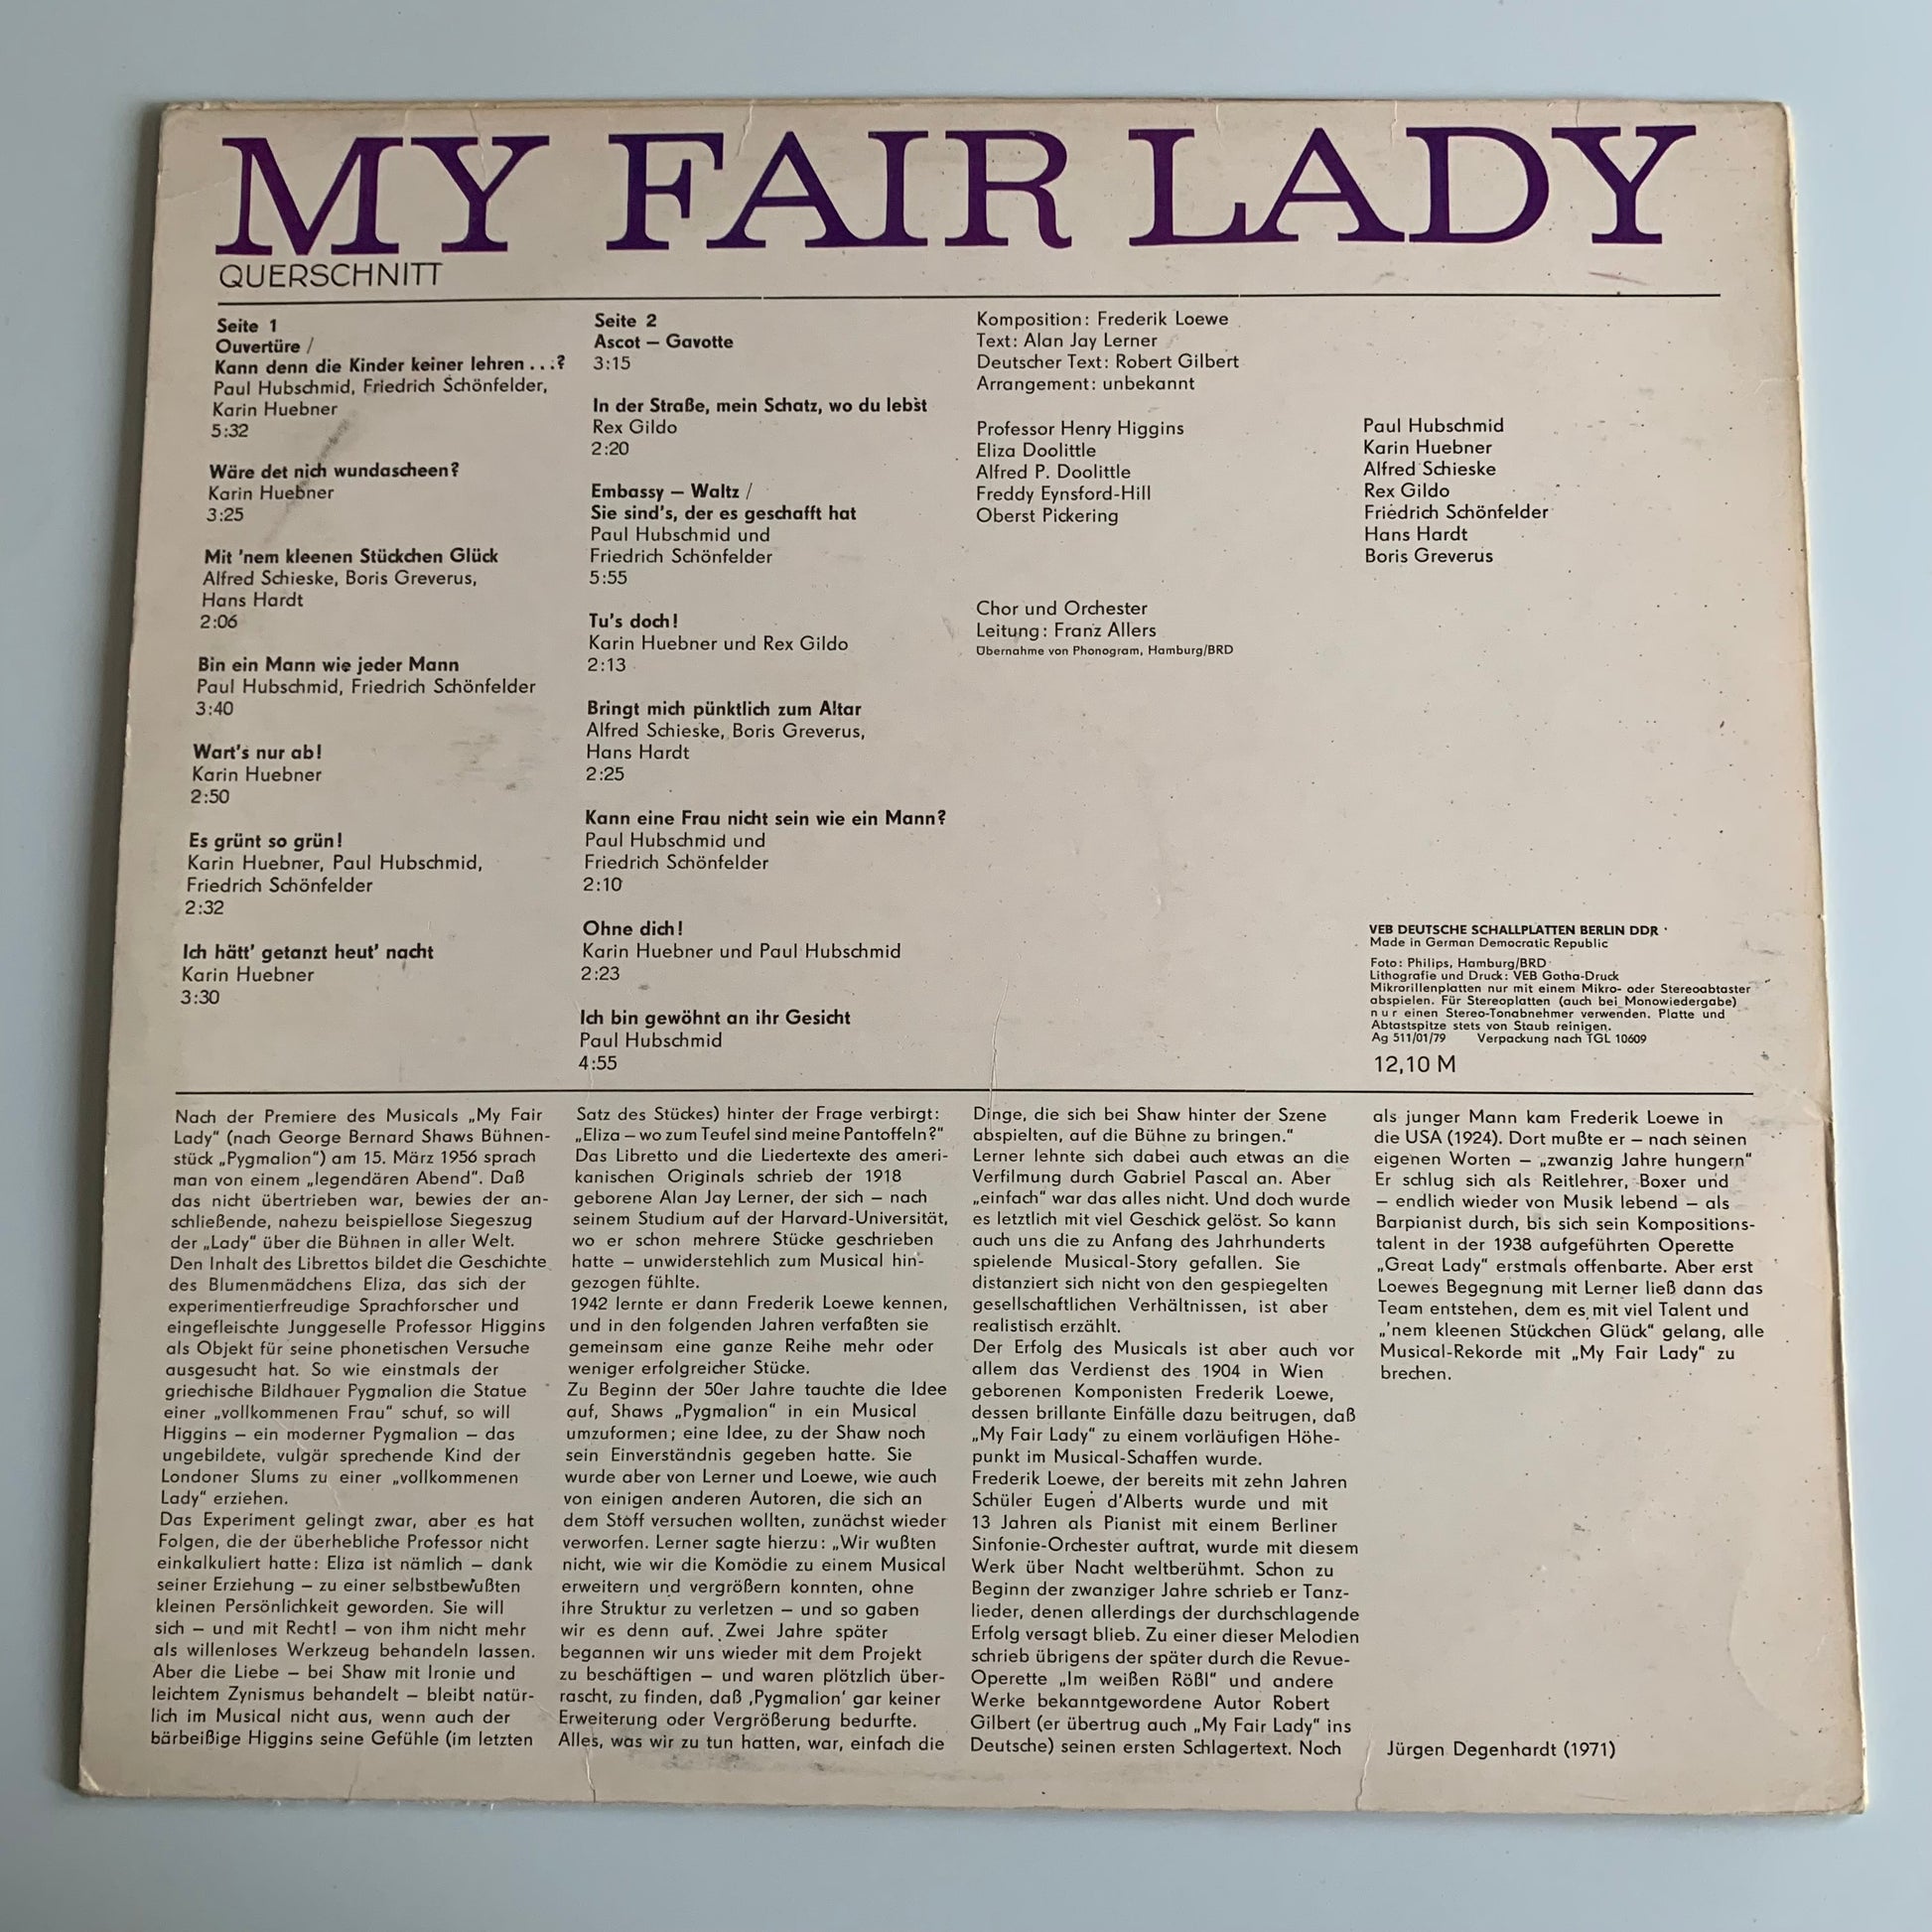 MY FAIR LADY
QUERSCHNITT
Seite 1
Ouvertüre /
Kann denn die Kinder keiner lehren . . .?
Paul Hubschmid, Friedrich Schönfelder,
Karin Huebner
5:32
Wäre det nich wundascheen?
Karin Huebner
3:25
Mit 'nem kleenen Stückchen Glück
Alfred Schieske, Boris Greverus,
Hans Hardt
2:06
Bin ein Mann wie jeder Mann
Paul Hubschmid, Friedrich Schönfelder
3:40
Wart's nur ab!
Karin Huebner
2:50
Es grünt so grün!
Karin Huebner, Paul Hubschmid,
Friedrich Schönfelder
2:32
Ich hätt' getanzt heut' nacht
Karin Huebner
3:30
Seite 2
Ascot – Gavotte
3:15
In der Straße, mein Schatz, wo du lebst
Rex Gildo
2:20
Embassy – Waltz /
Sie sind's, der es geschafft hat
Paul Hubschmid und
Friedrich Schönfelder
5:55
Tu's doch!
Karin Huebner und Rex Gildo
2:13
Bringt mich pünktlich zum Altar
Alfred Schieske, Boris Greverus,
Hans Hardt
2:25
Kann eine Frau nicht sein wie ein Mann?
Paul Hubschmid und
Friedrich Schönfelder
2:10
Ohne dich!
Karin Huebner und Paul Hubschmid
2:23
Ich bin gewöhnt an ihr Gesicht
Paul Hubschmid
4:55
Komposition: Frederik Loewe
Text: Alan Jay Lerner
Deutscher Text: Robert Gilbert
Arrangement: unbekannt
Professor Henry Higgins
Eliza Doolittle
Alfred P. Doolittle
Freddy Eynsford-Hill
Oberst Pickering
Chor und Orchester
Leitung: Franz Allers
Übernahme von Phonogram, Hamburg/BRD
Paul Hubschmid
Karin Huebner
Alfred Schieske
Rex Gildo
Friedrich Schönfelder
Hans Hardt
Boris Greverus
VEB DEUTSCHE SCHALLPLATTEN BERLIN DDR
Made in German Democratic Republic
Foto: Philips, Hamburg/BRD
Lithografie und Druck: VEB Gotha-Druck
Mikrorillenplatten nur mit einem Mikro- oder Stereoabtaster
abspielen. Für Stereoplatten (auch bei Monowiedergabe)
nur einen Stereo-Tonabnehmer verwenden. Platte und
Abtastspitze stets von Staub reinigen.
Ag 511/01/79 Verpackung nach TGL 10609
12,10 M
Nach der Premiere des Musicals „My Fair
Lady“ (nach George Bernard Shaws Bühnen-
stück „Pygmalion“) am 15. März 1956 sprach
man von einem „legendären Abend“. Daß
das nicht übertrieben war, bewies der an-
schließende, nahezu beispiellose Siegeszug
der „Lady“ über die Bühnen in aller Welt.
Den Inhalt des Librettos bildet die Geschichte
des Blumenmädchens Eliza, das sich der
experimentierfreudige Sprachforscher und
eingefleischte Junggeselle Professor Higgins
als Objekt für seine phonetischen Versuche
ausgesucht hat. So wie einstmals der
griechische Bildhauer Pygmalion die Statue
einer „vollkommenen Frau“ schuf, so will
Higgins – ein moderner Pygmalion – das
ungebildete, vulgär sprechende Kind der
Londoner Slums zu einer „vollkommenen
Lady“ erziehen.
Das Experiment gelingt zwar, aber es hat
Folgen, die der überhebliche Professor nicht
einkalkuliert hatte: Eliza ist nämlich – dank
seiner Erziehung – zu einer selbstbewußten
kleinen Persönlichkeit geworden. Sie will
sich – und mit Recht! – von ihm nicht mehr
als willenloses Werkzeug behandeln lassen.
Aber die Liebe – bei Shaw mit Ironie und
leichtem Zynismus behandelt – bleibt natür-
lich im Musical nicht aus, wenn auch der
bärbeißige Higgins seine Gefühle (im letzten
Satz des Stückes) hinter der Frage verbirgt:
„Eliza – wo zum Teufel sind meine Pantoffeln?“
Das Libretto und die Liedertexte des ameri-
kanischen Originals schrieb der 1918
geborene Alan Jay Lerner, der sich – nach
seinem Studium auf der Harvard-Universität,
wo er schon mehrere Stücke geschrieben
hatte – unwiderstehlich zum Musical hin-
gezogen fühlte.
1942 lernte er dann Frederik Loewe kennen,
und in den folgenden Jahren verfaßten sie
gemeinsam eine ganze Reihe mehr oder
weniger erfolgreicher Stücke.
Zu Beginn der 50er Jahre tauchte die Idee
auf, Shaws „Pygmalion“ in ein Musical
umzuformen; eine Idee, zu der Shaw noch
sein Einverständnis gegeben hatte. Sie
wurde aber von Lerner und Loewe, wie auch
von einigen anderen Autoren, die sich an
dem Stoff versuchen wollten, zunächst wieder
verworfen. Lerner sagte hierzu: „Wir wußten
nicht, wie wir die Komödie zu einem Musical
erweitern und vergrößern konnten, ohne
ihre Struktur zu verletzen – und so gaben
wir es denn auf. Zwei Jahre später
begannen wir uns wieder mit dem Projekt
zu beschäftigen – und waren plötzlich über-
rascht, zu finden, daß ‚Pygmalion' gar keiner
Erweiterung oder Vergrößerung bedurfte.
Alles, was wir zu tun hatten, war, einfach die
Dinge, die sich bei Shaw hinter der Szene
abspielten, auf die Bühne zu bringen.“
Lerner lehnte sich dabei auch etwas an die
Verfilmung durch Gabriel Pascal an. Aber
„einfach“ war das alles nicht. Und doch wurde
es letztlich mit viel Geschick gelöst. So kann
auch uns die zu Anfang des Jahrhunderts
spielende Musical-Story gefallen. Sie
distanziert sich nicht von den gespiegelten
gesellschaftlichen Verhältnissen, ist aber
realistisch erzählt.
Der Erfolg des Musicals ist aber auch vor
allem das Verdienst des 1904 in Wien
geborenen Komponisten Frederik Loewe,
dessen brillante Einfälle dazu beitrugen, daß
„My Fair Lady“ zu einem vorläufigen Höhe-
punkt im Musical-Schaffen wurde.
Frederik Loewe, der bereits mit zehn Jahren
Schüler Eugen d'Alberts wurde und mit
13 Jahren als Pianist mit einem Berliner
Sinfonie-Orchester auftrat, wurde mit diesem
Werk über Nacht weltberühmt. Schon zu
Beginn der zwanziger Jahre schrieb er Tanz-
lieder, denen allerdings der durchschlagende
Erfolg versagt blieb. Zu einer dieser Melodien
schrieb übrigens der später durch die Revue-
Operette „Im weißen Rößl“ und andere
Werke bekanntgewordene Autor Robert
Gilbert (er übertrug auch „My Fair Lady“ ins
Deutsche) seinen ersten Schlagertext. Noch
als junger Mann kam Frederik Loewe in
die USA (1924). Dort mußte er – nach seinen
eigenen Worten – „zwanzig Jahre hungern“
Er schlug sich als Reitlehrer, Boxer und
– endlich wieder von Musik lebend – als
Barpianist durch, bis sich sein Kompositions-
talent in der 1938 aufgeführten Operette
„Great Lady“ erstmals offenbarte. Aber erst
Loewes Begegnung mit Lerner ließ dann das
Team entstehen, dem es mit viel Talent und
„'nem kleenen Stückchen Glück“ gelang, alle
Musical-Rekorde mit „My Fair Lady“ zu
brechen.
Jürgen Degenhardt (1971)